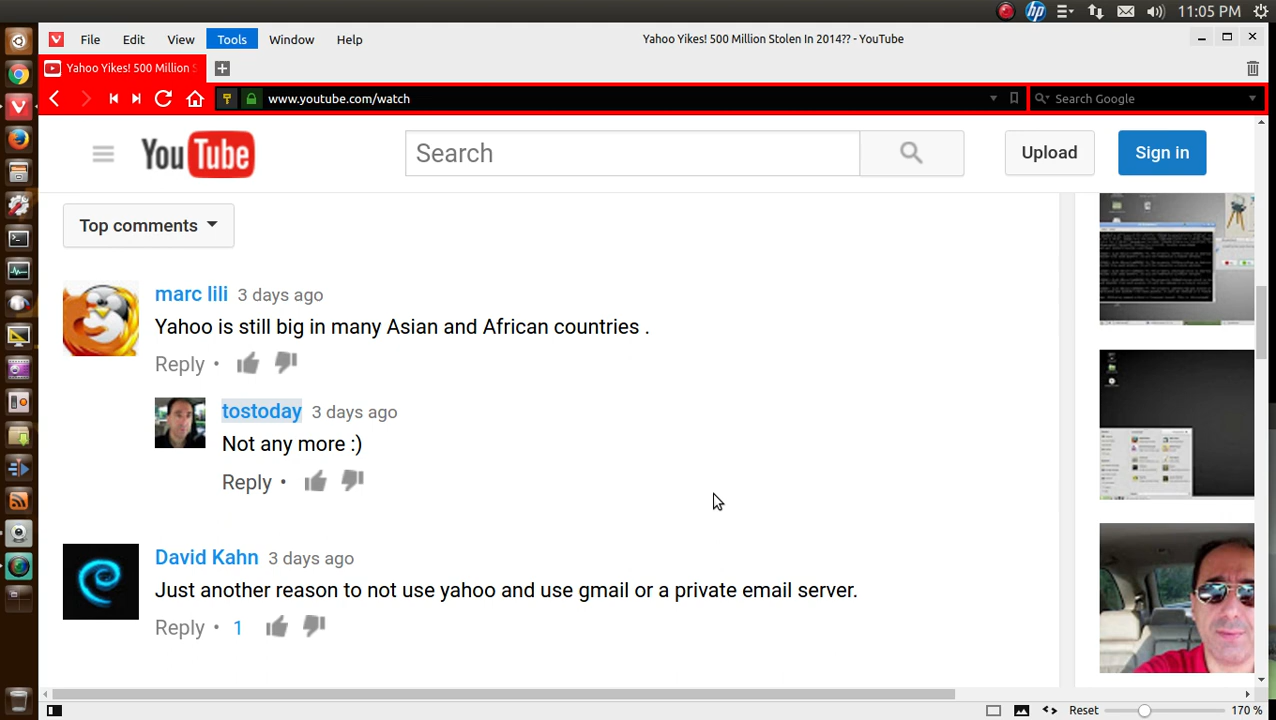 11:05 PM
File Edit View Tools Window Help
Yahoo Yikes! 500 Million Stolen In 2014?? - YouTube
Yahoo Yikes! 500 Million S
www.youtube.com/watch
Search Google
YouTube
Search
Upload
Sign in
Top comments
marc lili 3 days ago
Yahoo is still big in many Asian and African countries .
Reply •
tostoday 3 days ago
Not any more :)
Reply •
David Kahn 3 days ago
Just another reason to not use yahoo and use gmail or a private email server.
Reply • 1
Reset 170 %